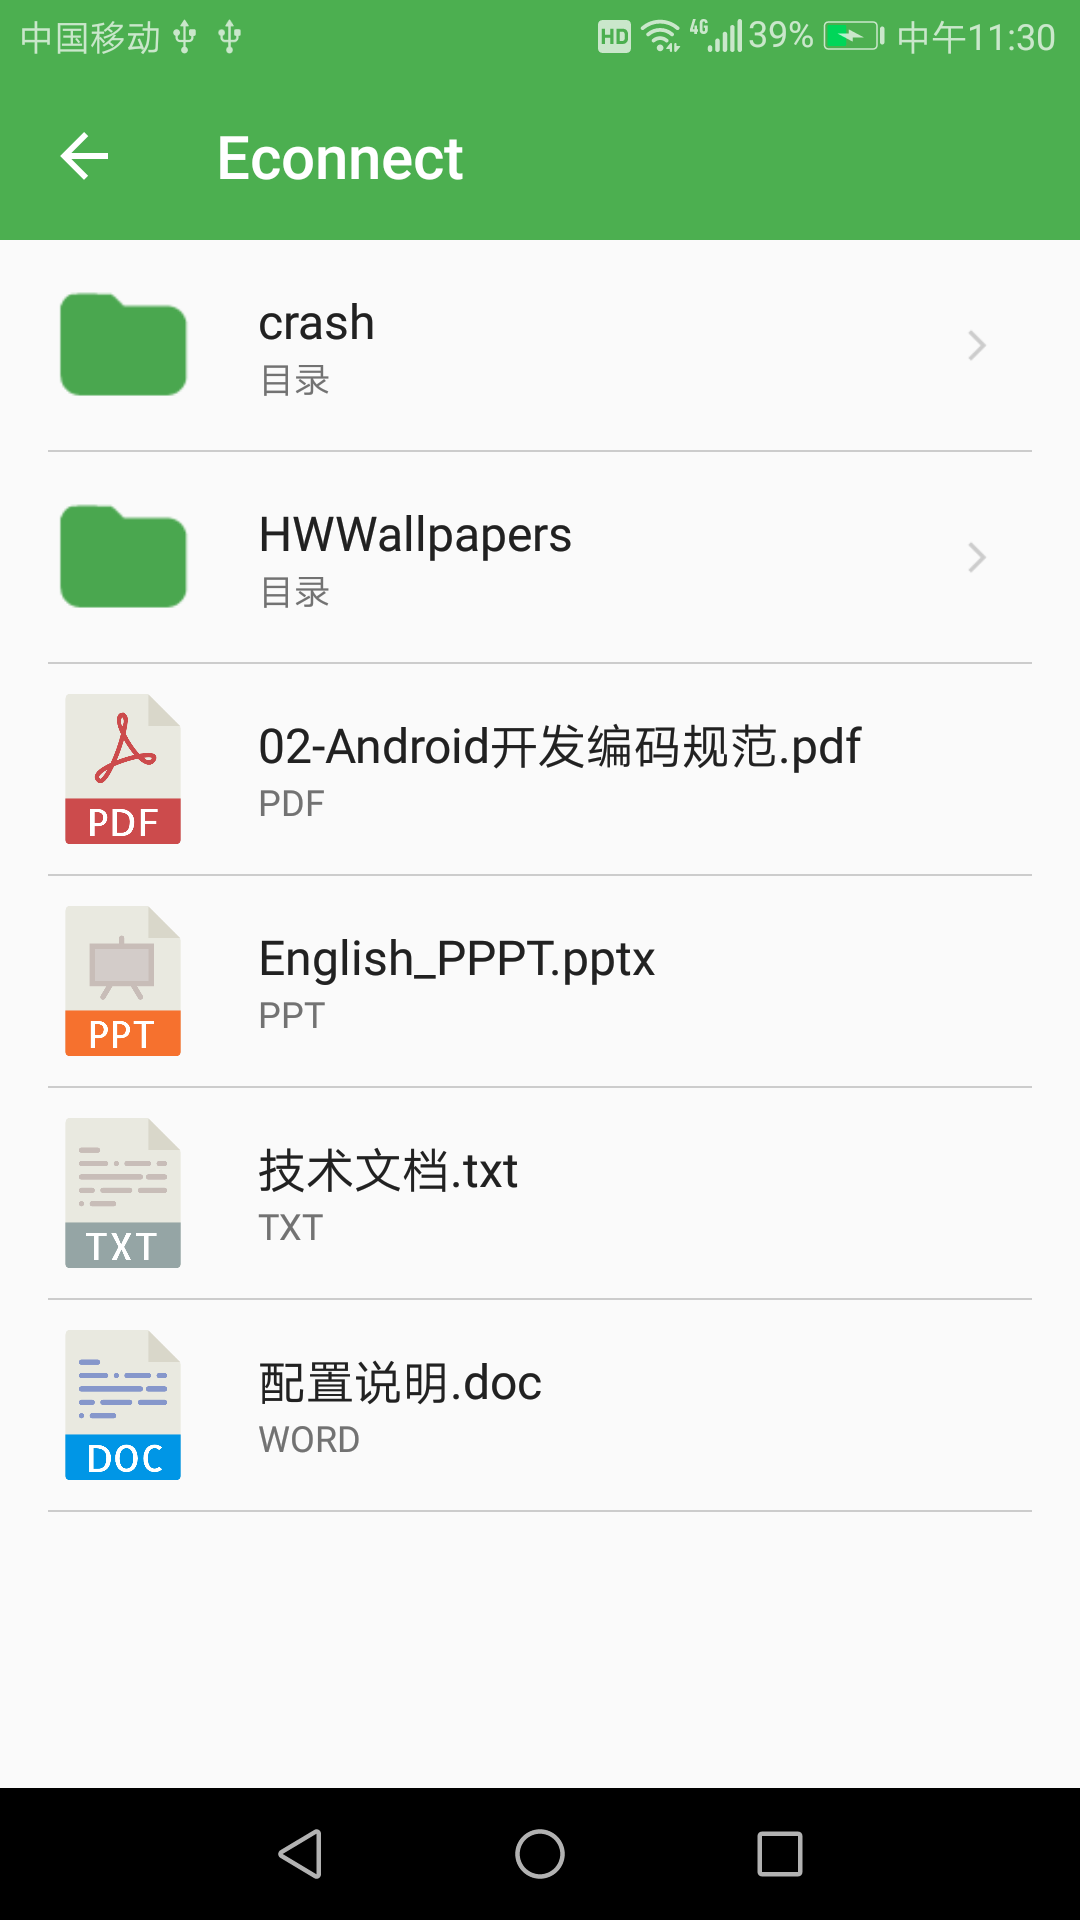 中国移动 HD 4G 39% 中午11:30
Econnect
crash
目录
HWWallpapers
目录
02-Android开发编码规范.pdf
PDF
PDF
English_PPPT.pptx
PPT
PPT
技术文档.txt
TXT
TXT
配置说明.doc
WORD
DOC